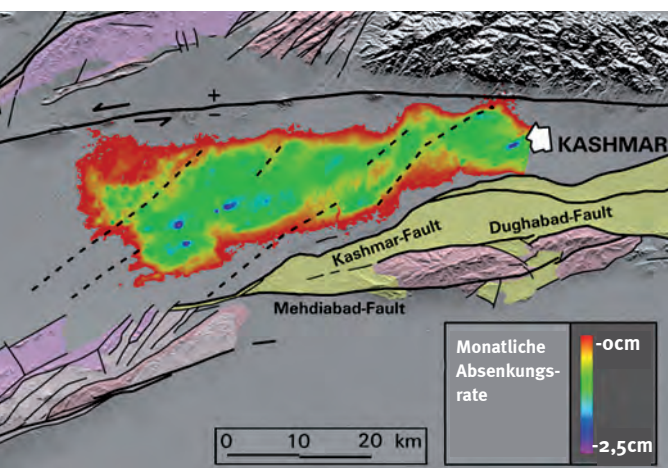 +
−
KASHMAR
Kashmar-Fault
Dughabad-Fault
Mehdiabad-Fault
Monatliche
Absenkungs-
rate
-0cm
-2,5cm
0 10 20 km